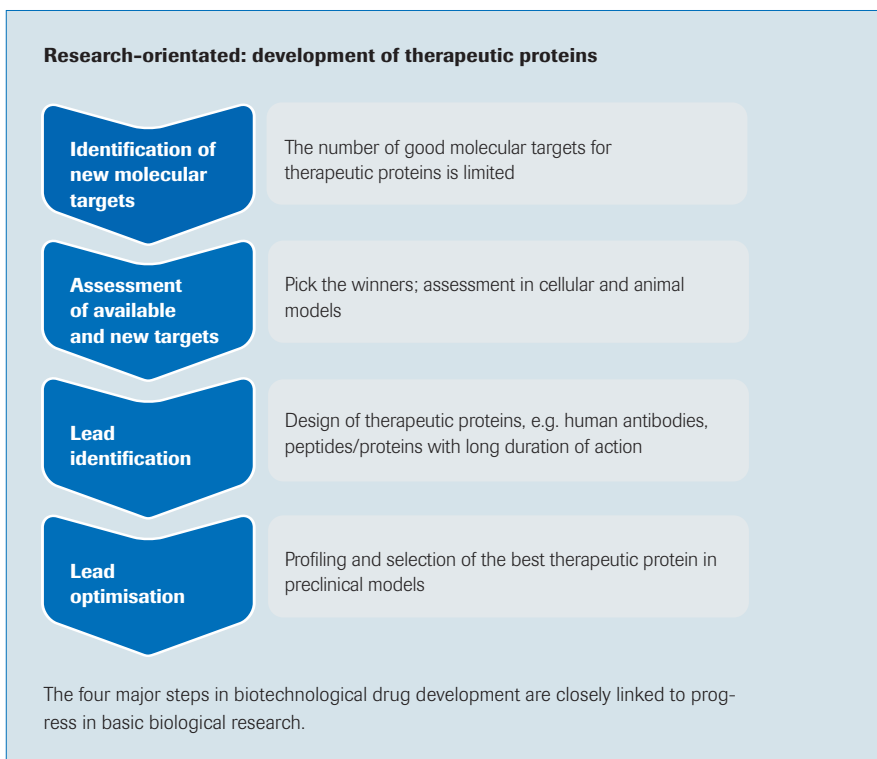 Research-orientated: development of therapeutic proteins
Identification of
new molecular
targets
The number of good molecular targets for
therapeutic proteins is limited
Assessment
of available
and new targets
Pick the winners; assessment in cellular and animal
models
Lead
identification
Design of therapeutic proteins, e.g. human antibodies,
peptides/proteins with long duration of action
Lead
optimisation
Profiling and selection of the best therapeutic protein in
preclinical models
The four major steps in biotechnological drug development are closely linked to prog-
ress in basic biological research.